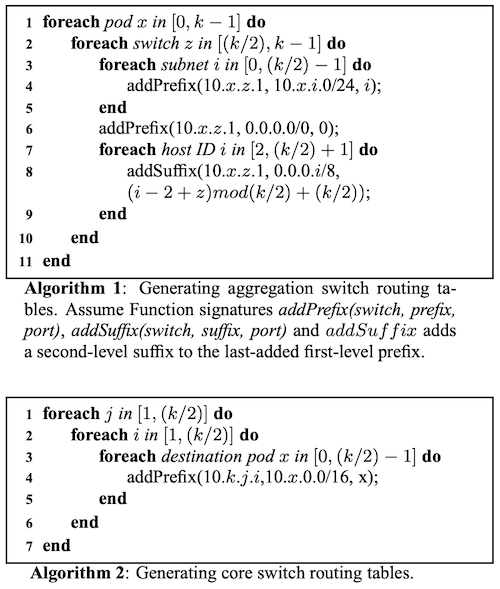 1 foreach pod x in [0, k − 1] do
2 foreach switch z in [(k/2), k − 1] do
3 foreach subnet i in [0, (k/2) − 1] do
4 addPrefix(10.x.z.1, 10.x.i.0/24, i);
5 end
6 addPrefix(10.x.z.1, 0.0.0.0/0, 0);
7 foreach host ID i in [2, (k/2) + 1] do
8 addSuffix(10.x.z.1, 0.0.0.i/8,
(i − 2 + z)mod(k/2) + (k/2));
9 end
10 end
11 end
Algorithm 1: Generating aggregation switch routing ta-
bles. Assume Function signatures addPrefix(switch, prefix,
port), addSuffix(switch, suffix, port) and addSuffix adds
a second-level suffix to the last-added first-level prefix.
1 foreach j in [1, (k/2)] do
2 foreach i in [1, (k/2)] do
3 foreach destination pod x in [0, (k/2) − 1] do
4 addPrefix(10.k.j.i,10.x.0.0/16, x);
5 end
6 end
7 end
Algorithm 2: Generating core switch routing tables.